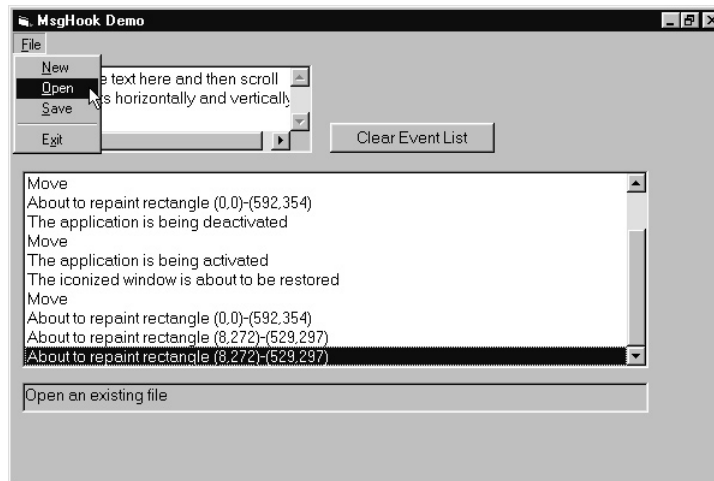 MsgHook Demo
File
New
Open
Save
Exit
text here and then scroll
horizontally and vertically
Clear Event List
Move
About to repaint rectangle (0,0)-(592,354)
The application is being deactivated
Move
The application is being activated
The iconized window is about to be restored
Move
About to repaint rectangle (0,0)-(592,354)
About to repaint rectangle (8,272)-(529,297)
About to repaint rectangle (8,272)-(529,297)
Open an existing file